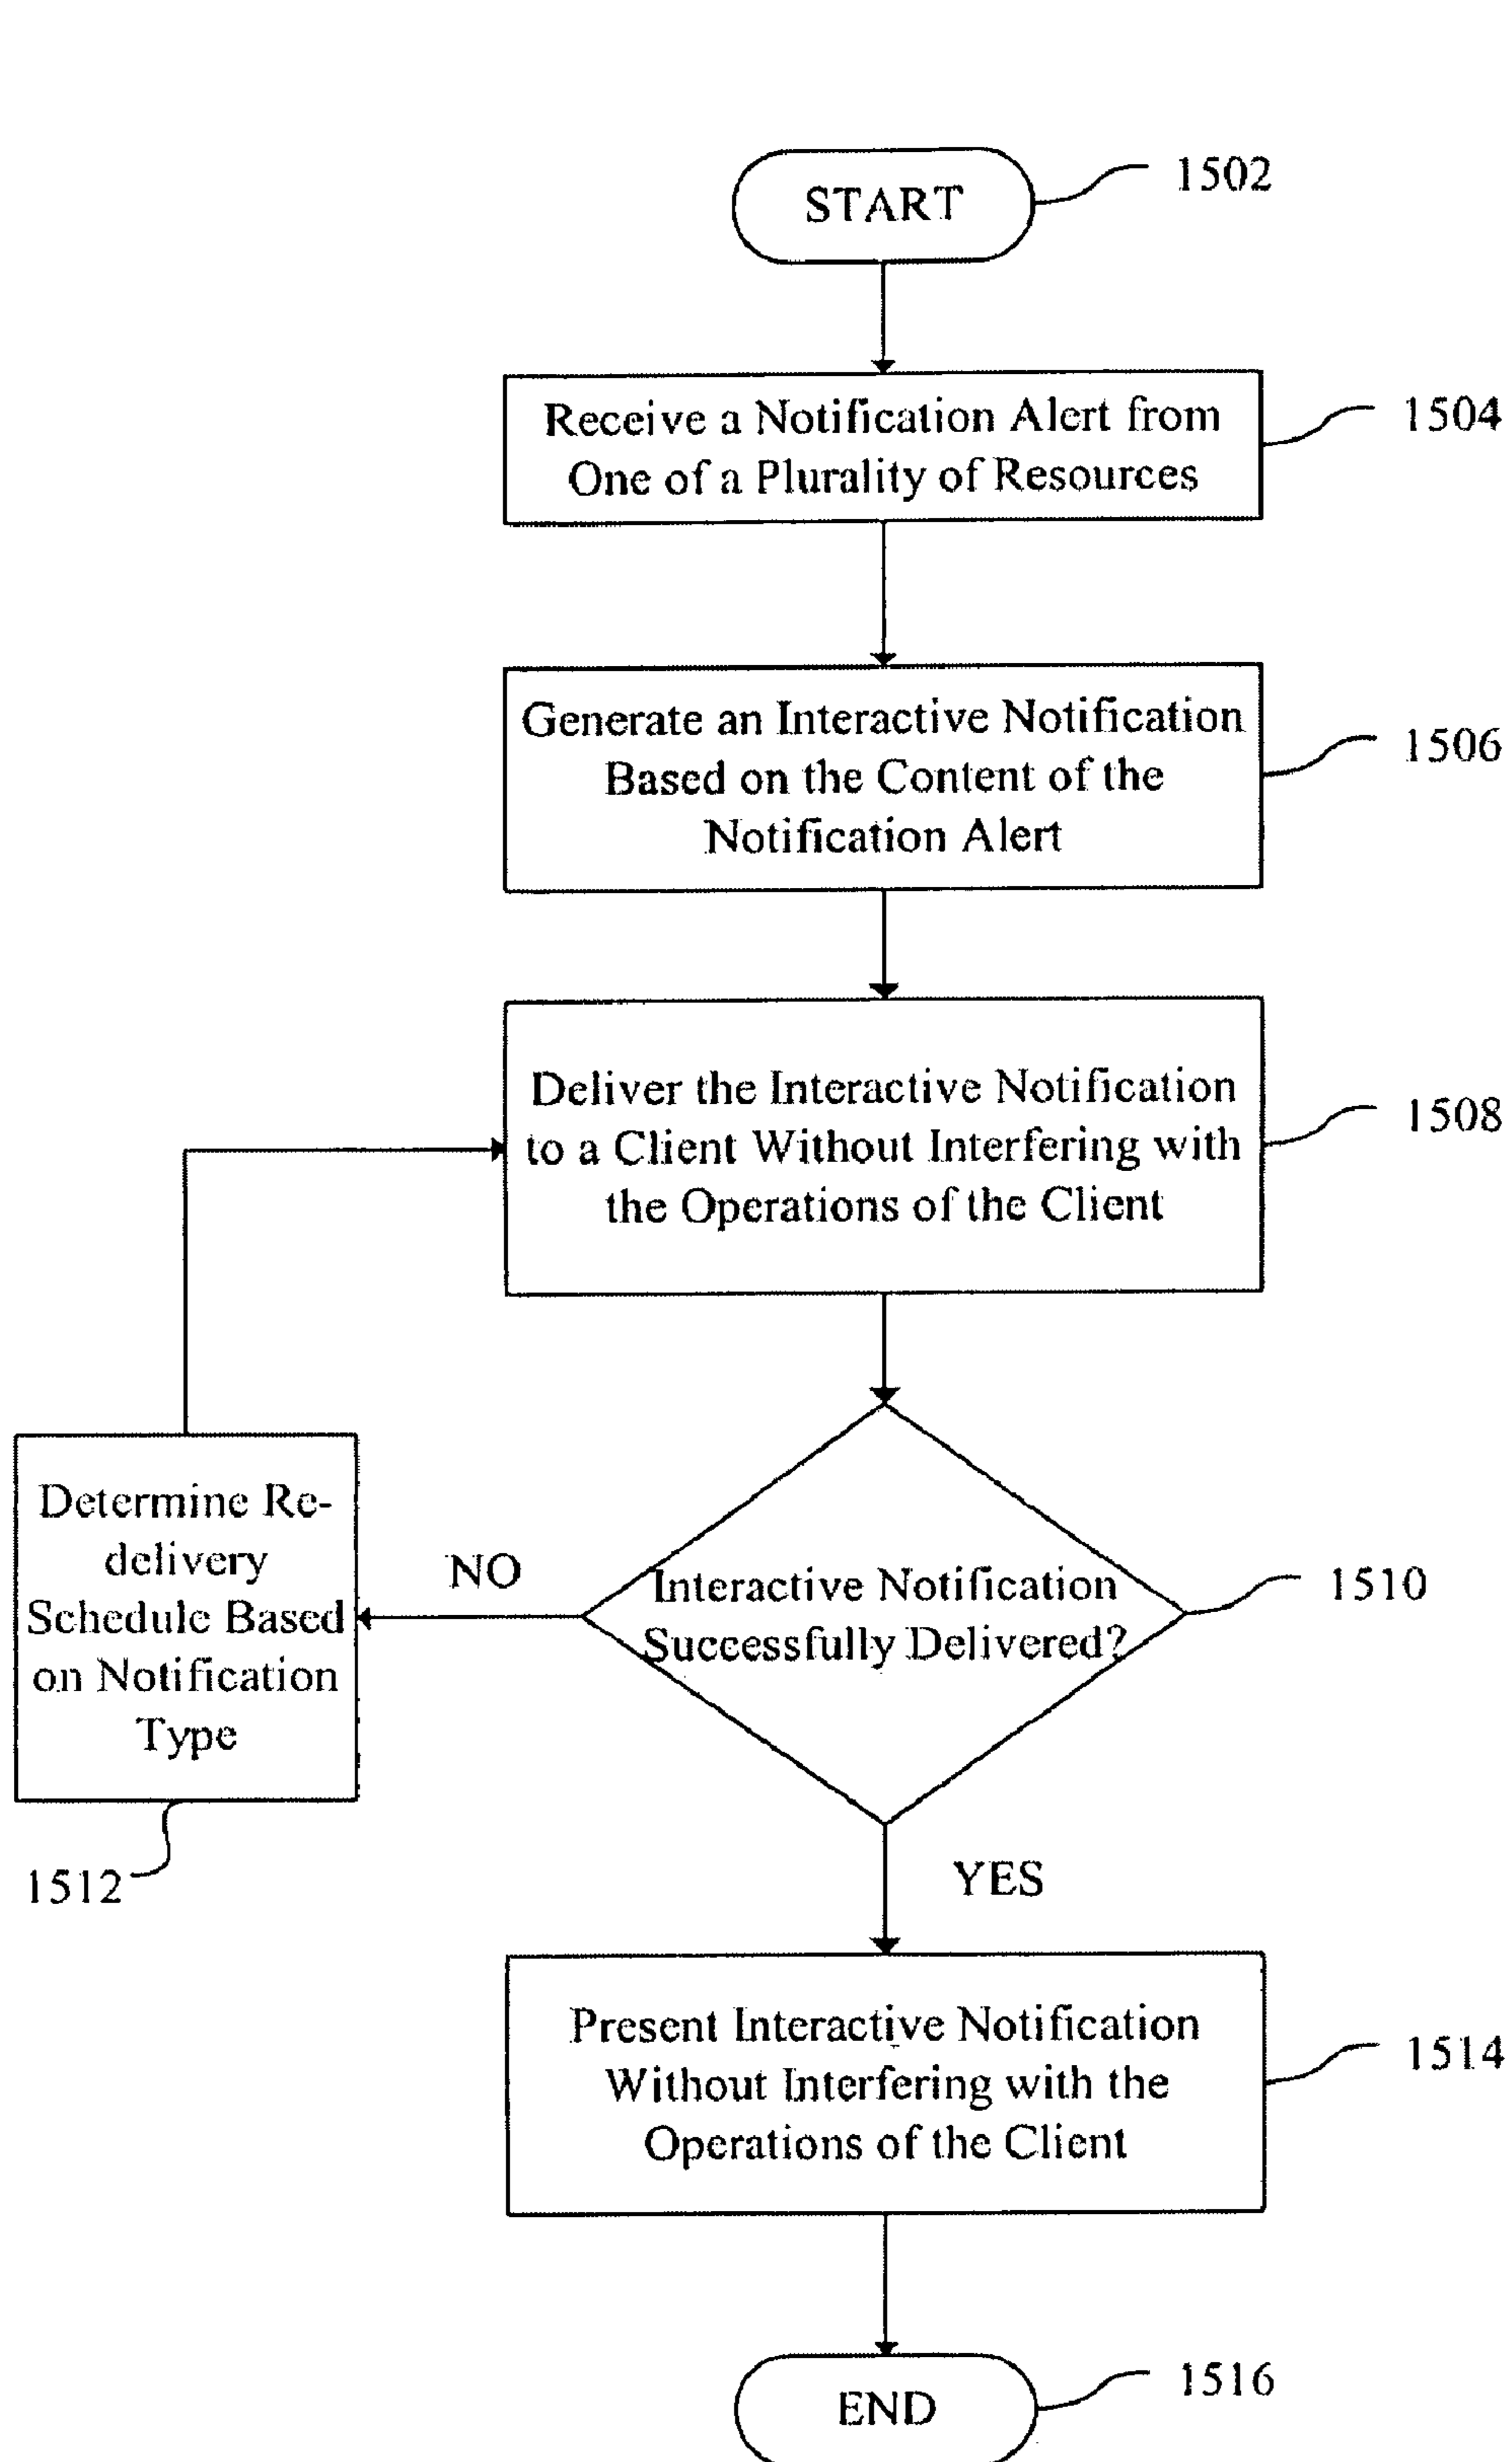 START
1502
Receive a Notification Alert from
One of a Plurality of Resources
1504
Generate an Interactive Notification
Based on the Content of the
Notification Alert
1506
Deliver the Interactive Notification
to a Client Without Interfering with
the Operations of the Client
1508
Interactive Notification
Successfully Delivered?
1510
NO
Determine Re-
delivery
Schedule Based
on Notification
Type
1512
YES
Present Interactive Notification
Without Interfering with the
Operations of the Client
1514
END
1516